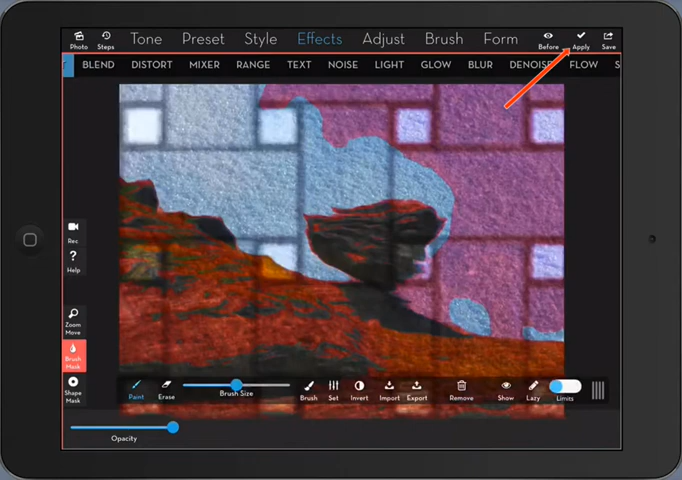 Photo Steps Tone Preset Style Effects Adjust Brush Form Before Apply Save
BLEND DISTORT MIXER RANGE TEXT NOISE LIGHT GLOW BLUR DENOISE FLOW
Rec
Help
Zoom
Move
Brush
Mask
Shape
Mask
Paint Erase Brush Size Brush Set Invert Import Export Remove Show Lazy Limits
Opacity